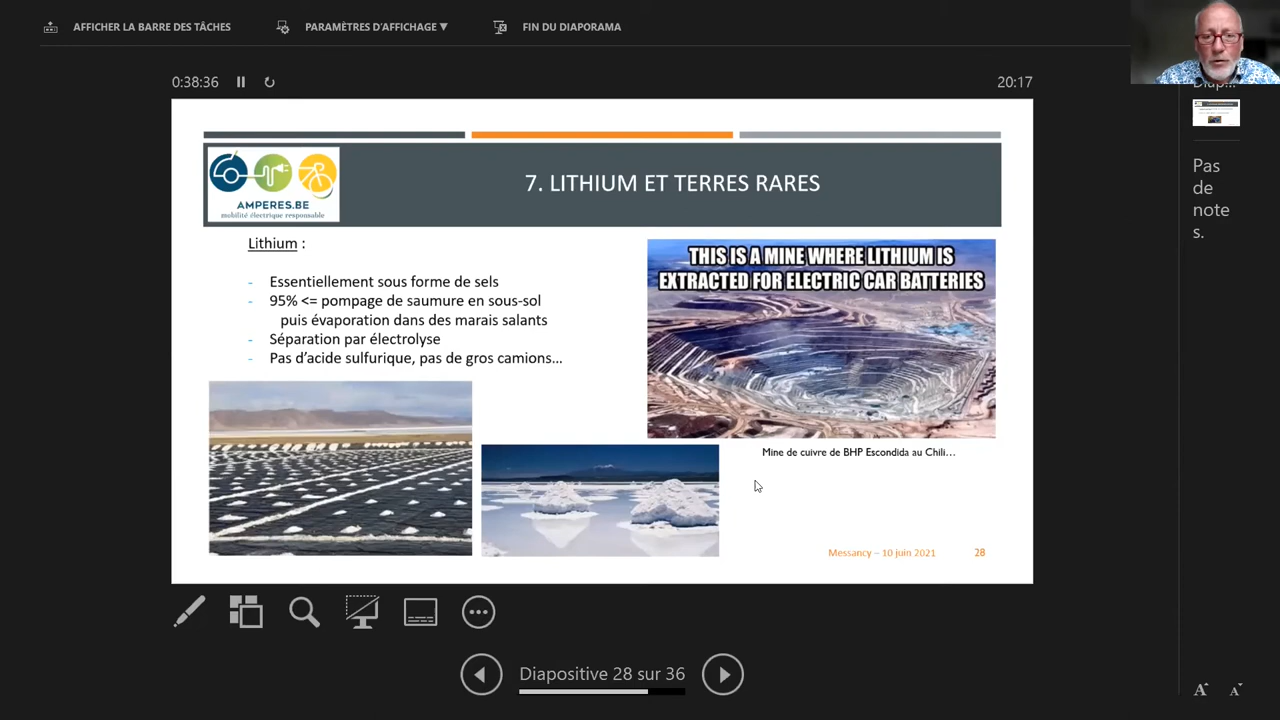 AFFICHER LA BARRE DES TÂCHES
PARAMÈTRES D'AFFICHAGE ▼
FIN DU DIAPORAMA
0:38:36
20:17
Diap...
AMPERES.BE
mobilité électrique responsable
7. LITHIUM ET TERRES RARES
Lithium :
- Essentiellement sous forme de sels
- 95% <= pompage de saumure en sous-sol
puis évaporation dans des marais salants
- Séparation par électrolyse
- Pas d'acide sulfurique, pas de gros camions...
THIS IS A MINE WHERE LITHIUM IS
EXTRACTED FOR ELECTRIC CAR BATTERIES
Mine de cuivre de BHP Escondida au Chili...
Messancy – 10 juin 2021
28
Pas
de
note
s.
Diapositive 28 sur 36
A
A